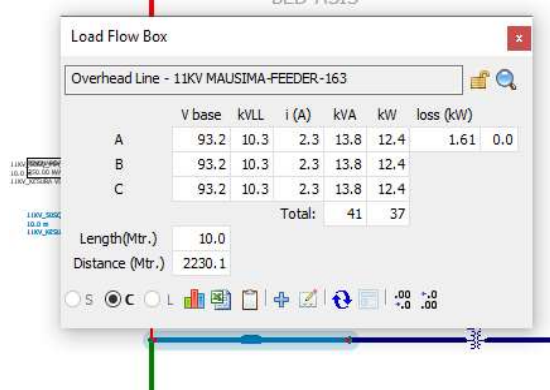 Load Flow Box
x
Overhead Line - 11KV MAUSIMA-FEEDER-163
V base kVLL i (A) kVA kW loss (kW)
A 93.2 10.3 2.3 13.8 12.4 1.61 0.0
B 93.2 10.3 2.3 13.8 12.4
C 93.2 10.3 2.3 13.8 12.4
Total: 41 37
Length(Mtr.) 10.0
Distance (Mtr.) 2230.1
S C L
10.0 m